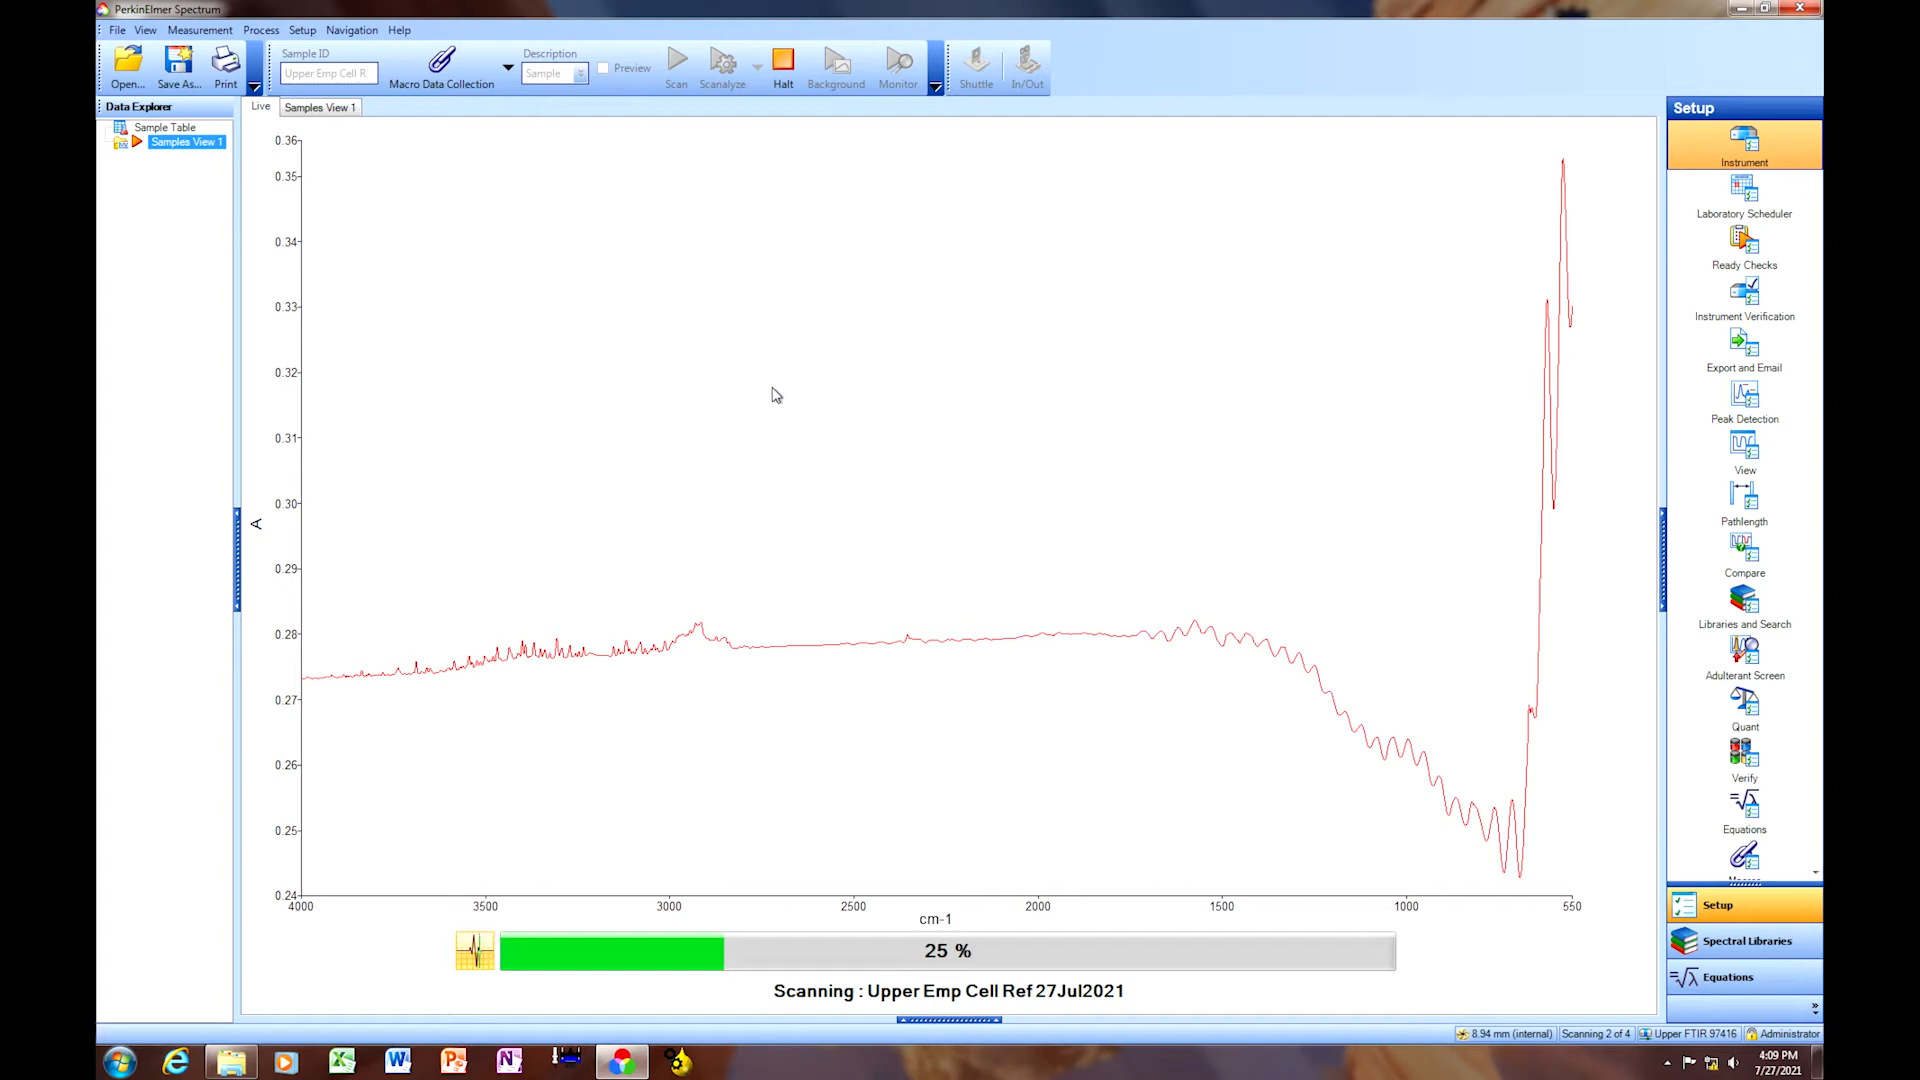 PerkinElmer Spectrum
File View Measurement Process Setup Navigation Help
Sample ID
Upper Emp Cell R
Description
Sample
Preview
Open... Save As... Print Macro Data Collection Scan Scanalyze Halt Background Monitor Shuttle In/Out
Data Explorer
Sample Table
Samples View 1
Live Samples View 1
0.36
0.35
0.34
0.33
0.32
0.31
0.30
0.29
0.28
0.27
0.26
0.25
0.24
A
4000 3500 3000 2500 2000 1500 1000 550
cm-1
25 %
Scanning : Upper Emp Cell Ref 27Jul2021
Setup
Instrument
Laboratory Scheduler
Ready Checks
Instrument Verification
Export and Email
Peak Detection
View
Pathlength
Compare
Libraries and Search
Adulterant Screen
Quant
Verify
Equations
Setup
Spectral Libraries
Equations
8.94 mm (internal) Scanning 2 of 4 Upper FTIR 97416 Administrator
4:09 PM
7/27/2021